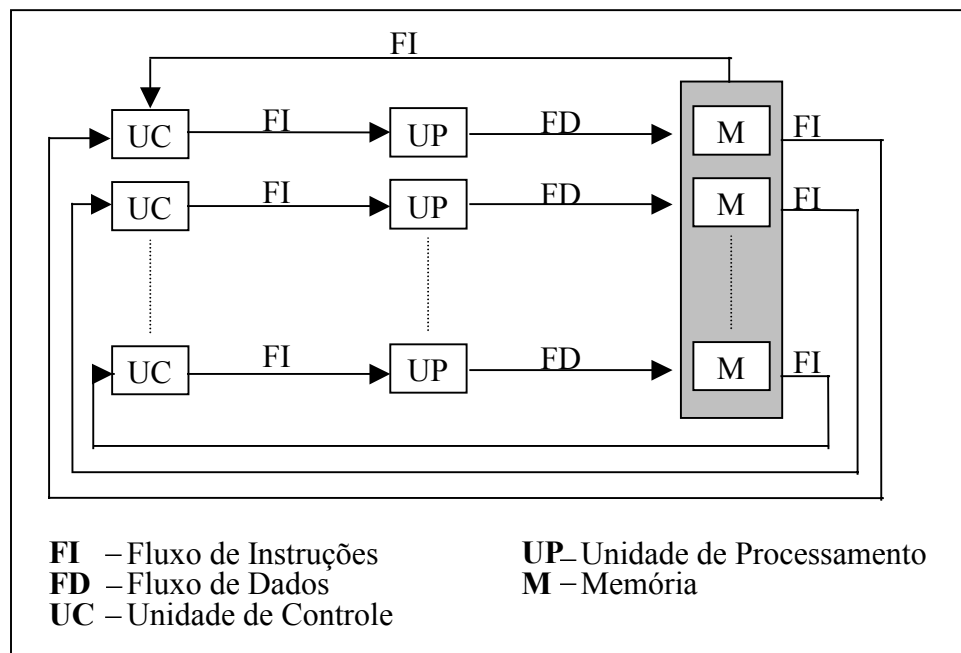 FI
UC FI UP FD M FI
UC FI UP FD M FI
UC FI UP FD M FI
FI – Fluxo de Instruções
FD – Fluxo de Dados
UC – Unidade de Controle
UP – Unidade de Processamento
M – Memória